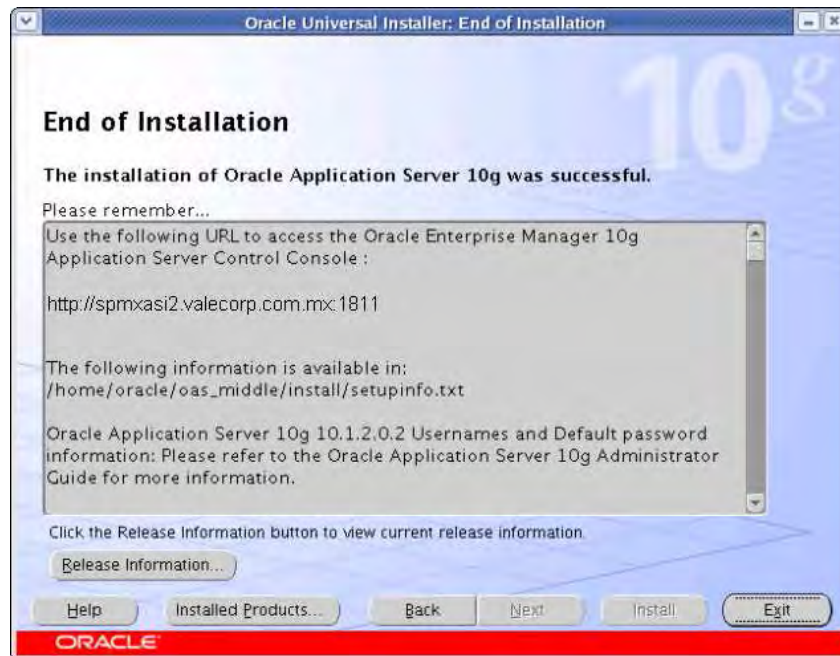 Oracle Universal Installer: End of Installation
10g
End of Installation
The installation of Oracle Application Server 10g was successful.
Please remember...
Use the following URL to access the Oracle Enterprise Manager 10g
Application Server Control Console :
http://spmxasi2.valecorp.com.mx:1811
The following information is available in:
/home/oracle/oas_middle/install/setupinfo.txt
Oracle Application Server 10g 10.1.2.0.2 Usernames and Default password
information: Please refer to the Oracle Application Server 10g Administrator
Guide for more information.
Click the Release Information button to view current release information.
Release Information...
Help Installed Products... Back Next Install Exit
ORACLE